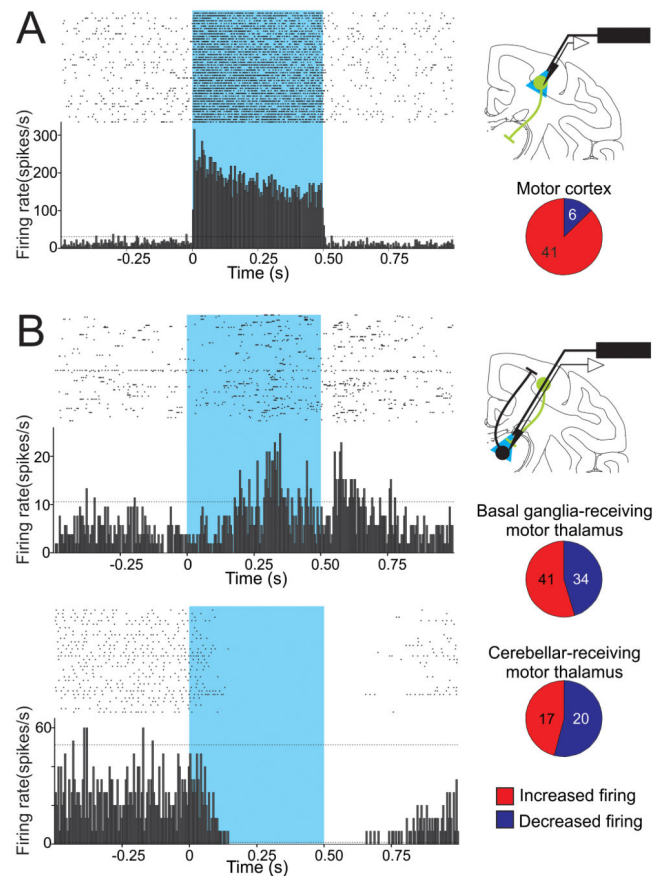 A
300
200
100
0
Firing rate(spikes/s)
-0.25
0
0.25
0.50
0.75
Time (s)
Motor cortex
6
41
B
20
10
0
Firing rate(spikes/s)
-0.25
0
0.25
0.50
0.75
Time (s)
Basal ganglia-receiving
motor thalamus
41
34
60
0
Firing rate(spikes/s)
-0.25
0
0.25
0.50
0.75
Time (s)
Cerebellar-receiving
motor thalamus
17
20
Increased firing
Decreased firing